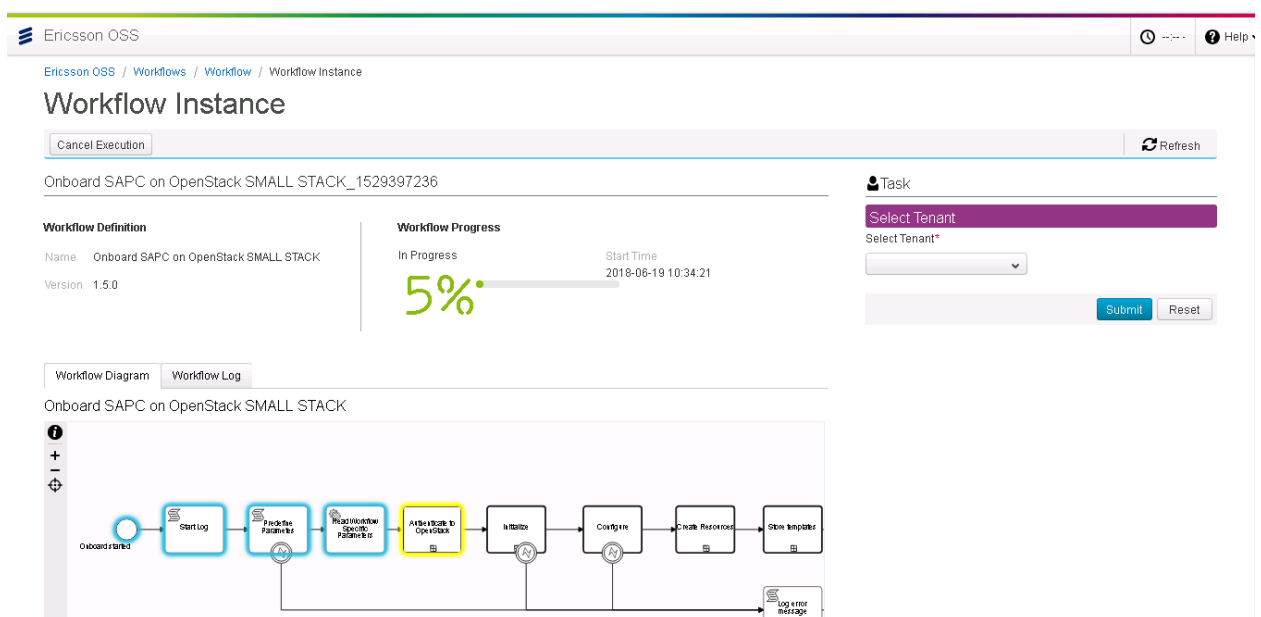 Ericsson OSS
--:-- -
Help
Ericsson OSS / Workflows / Workflow / Workflow Instance
Workflow Instance
Cancel Execution
Refresh
Onboard SAPC on OpenStack SMALL STACK_1529397236
Task
Select Tenant
Select Tenant*
Submit
Reset
Workflow Definition
Name Onboard SAPC on OpenStack SMALL STACK
Version 1.5.0
Workflow Progress
In Progress
5%
Start Time
2018-06-19 10:34:21
Workflow Diagram
Workflow Log
Onboard SAPC on OpenStack SMALL STACK
Onboard started
Start Log
Predefine
Parameters
Read Workflow
Specific
Parameters
Authenticate to
OpenStack
Initialize
Configure
Create Resources
Store templates
Log error
message